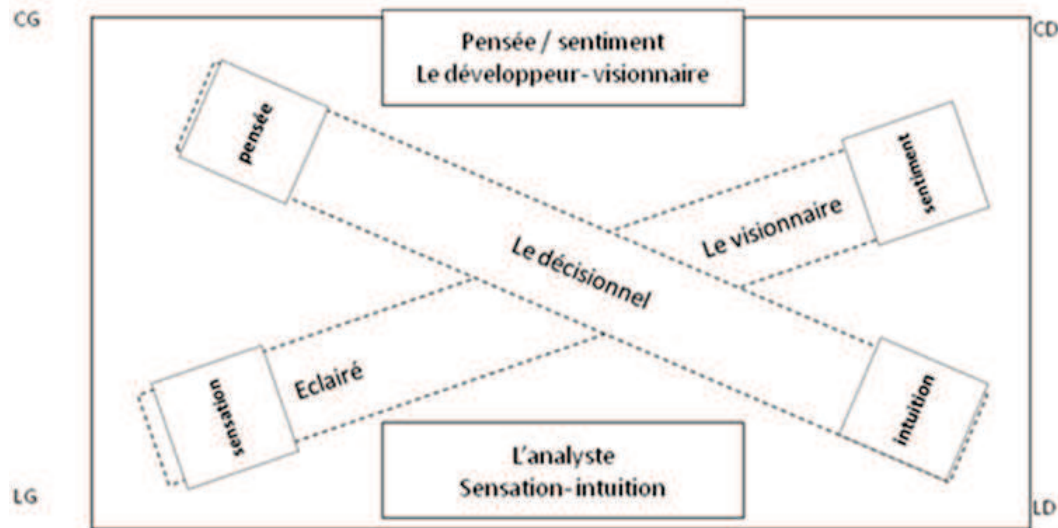 CG
CD
Pensée / sentiment
Le développeur- visionnaire
pensée
sentiment
Le visionnaire
Le décisionnel
Eclairé
sensation
intuition
L'analyste
Sensation- intuition
LG
LD